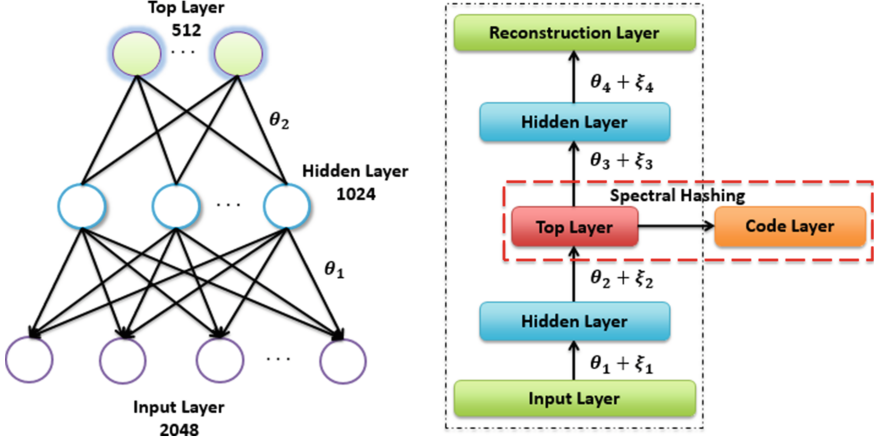 Top Layer
512
. . .
θ₂
Hidden Layer
1024
. . .
θ₁
. . .
Input Layer
2048
Reconstruction Layer
θ₄ + ξ₄
Hidden Layer
θ₃ + ξ₃
Spectral Hashing
Top Layer
Code Layer
θ₂ + ξ₂
Hidden Layer
θ₁ + ξ₁
Input Layer